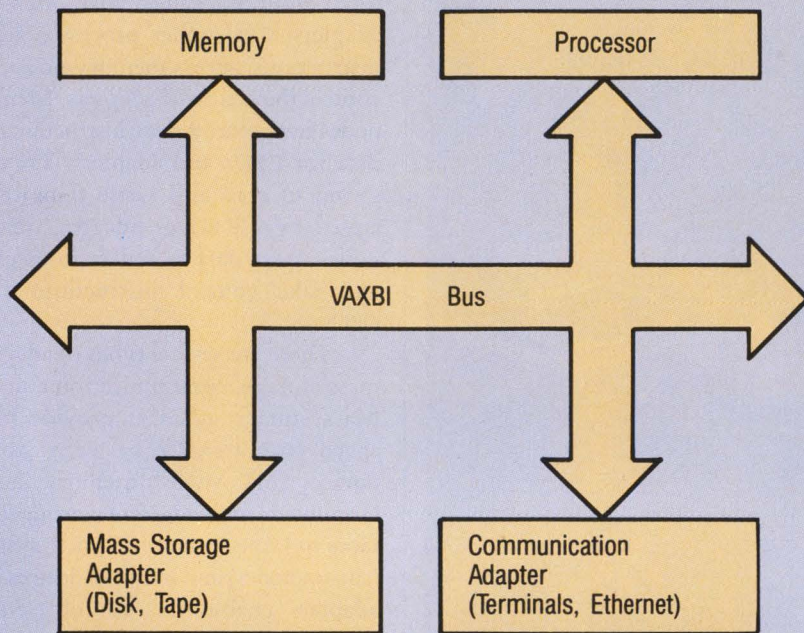 Memory
Processor
VAXBI Bus
Mass Storage
Adapter
(Disk, Tape)
Communication
Adapter
(Terminals, Ethernet)